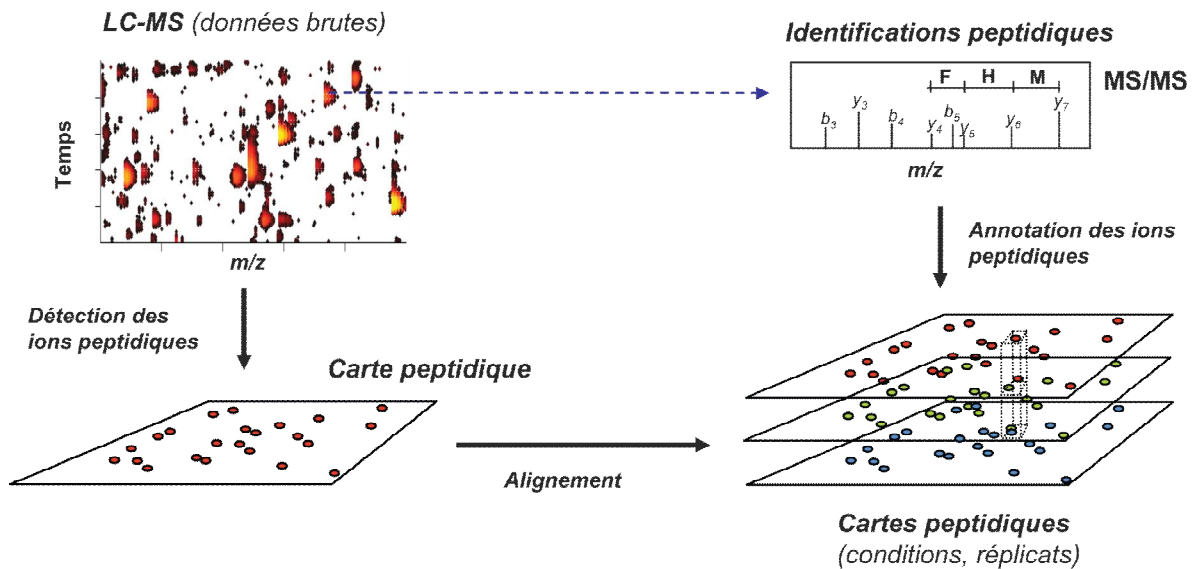 LC-MS (données brutes)
Temps
m/z
Identifications peptidiques
MS/MS
F H M
b3
y3
b4
y4
b5
y5
y6
y7
m/z
Détection des
ions peptidiques
Annotation des ions
peptidiques
Carte peptidique
Alignement
Cartes peptidiques
(conditions, réplicats)